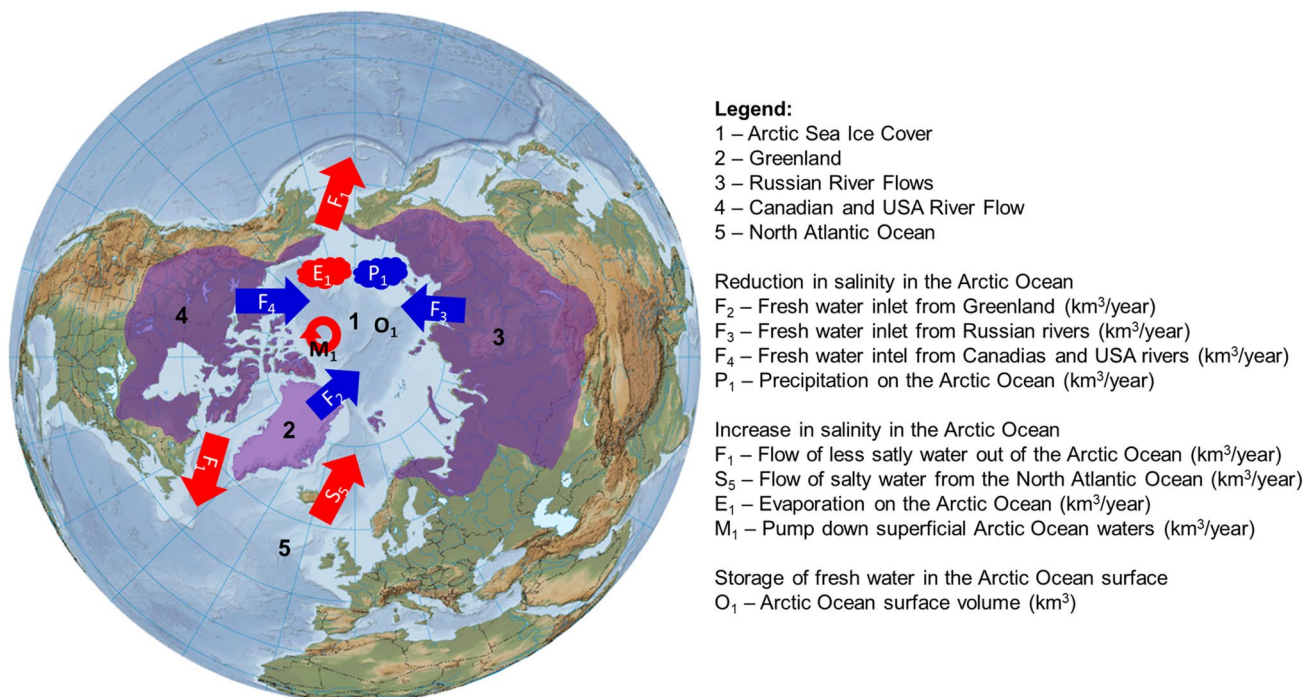 F₁
E₁
P₁
F₄
F₃
4
1
O₁
3
M₁
F₂
2
F₁
S₅
5
Legend:
1 – Arctic Sea Ice Cover
2 – Greenland
3 – Russian River Flows
4 – Canadian and USA River Flow
5 – North Atlantic Ocean
Reduction in salinity in the Arctic Ocean
F₂ – Fresh water inlet from Greenland (km³/year)
F₃ – Fresh water inlet from Russian rivers (km³/year)
F₄ – Fresh water intel from Canadias and USA rivers (km³/year)
P₁ – Precipitation on the Arctic Ocean (km³/year)
Increase in salinity in the Arctic Ocean
F₁ – Flow of less satly water out of the Arctic Ocean (km³/year)
S₅ – Flow of salty water from the North Atlantic Ocean (km³/year)
E₁ – Evaporation on the Arctic Ocean (km³/year)
M₁ – Pump down superficial Arctic Ocean waters (km³/year)
Storage of fresh water in the Arctic Ocean surface
O₁ – Arctic Ocean surface volume (km³)